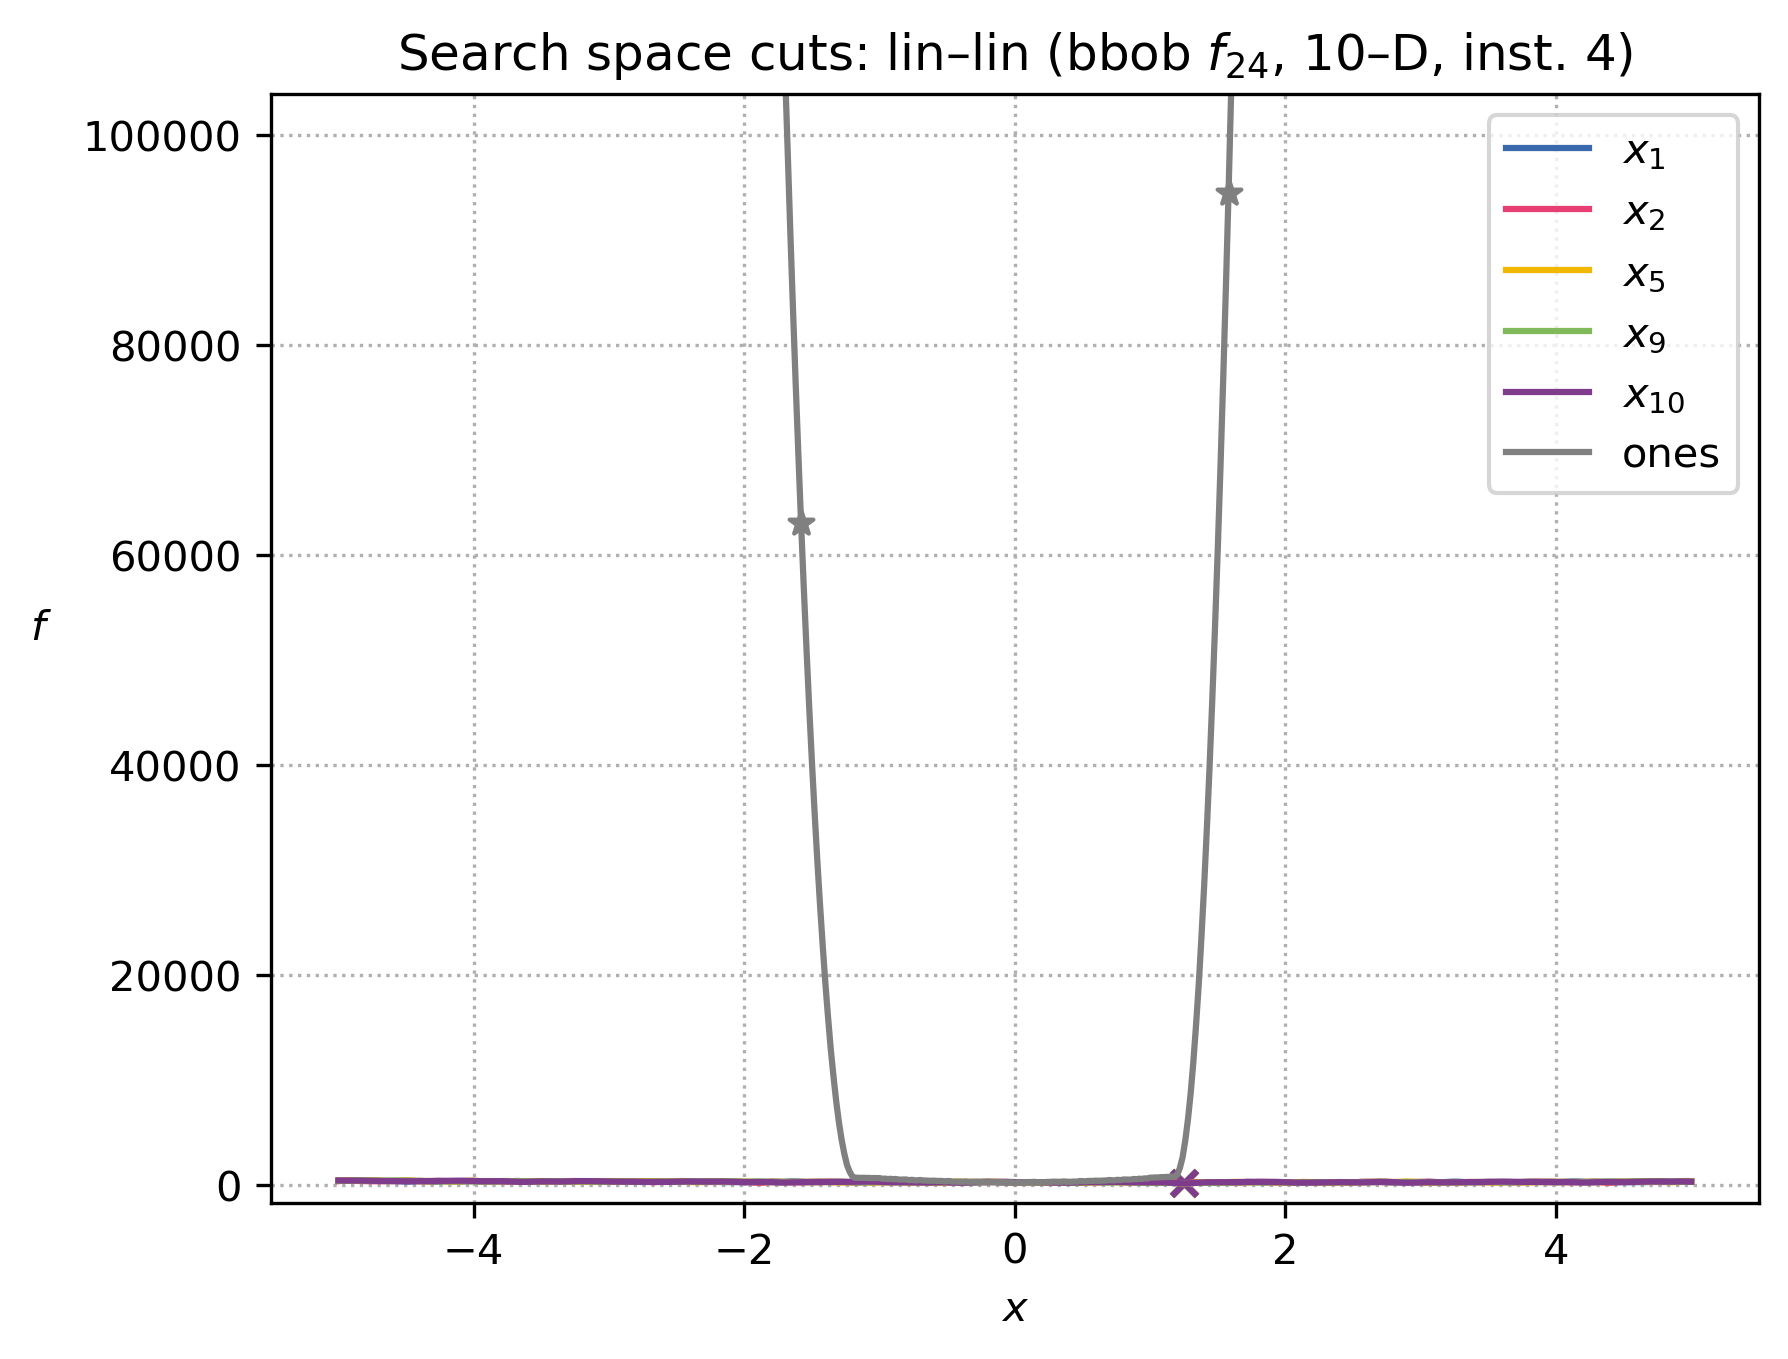 Search space cuts: lin–lin (bbob f₂₄, 10–D, inst. 4)
100000
80000
60000
40000
20000
0
f
−4 −2 0 2 4
x
x₁
x₂
x₅
x₉
x₁₀
ones